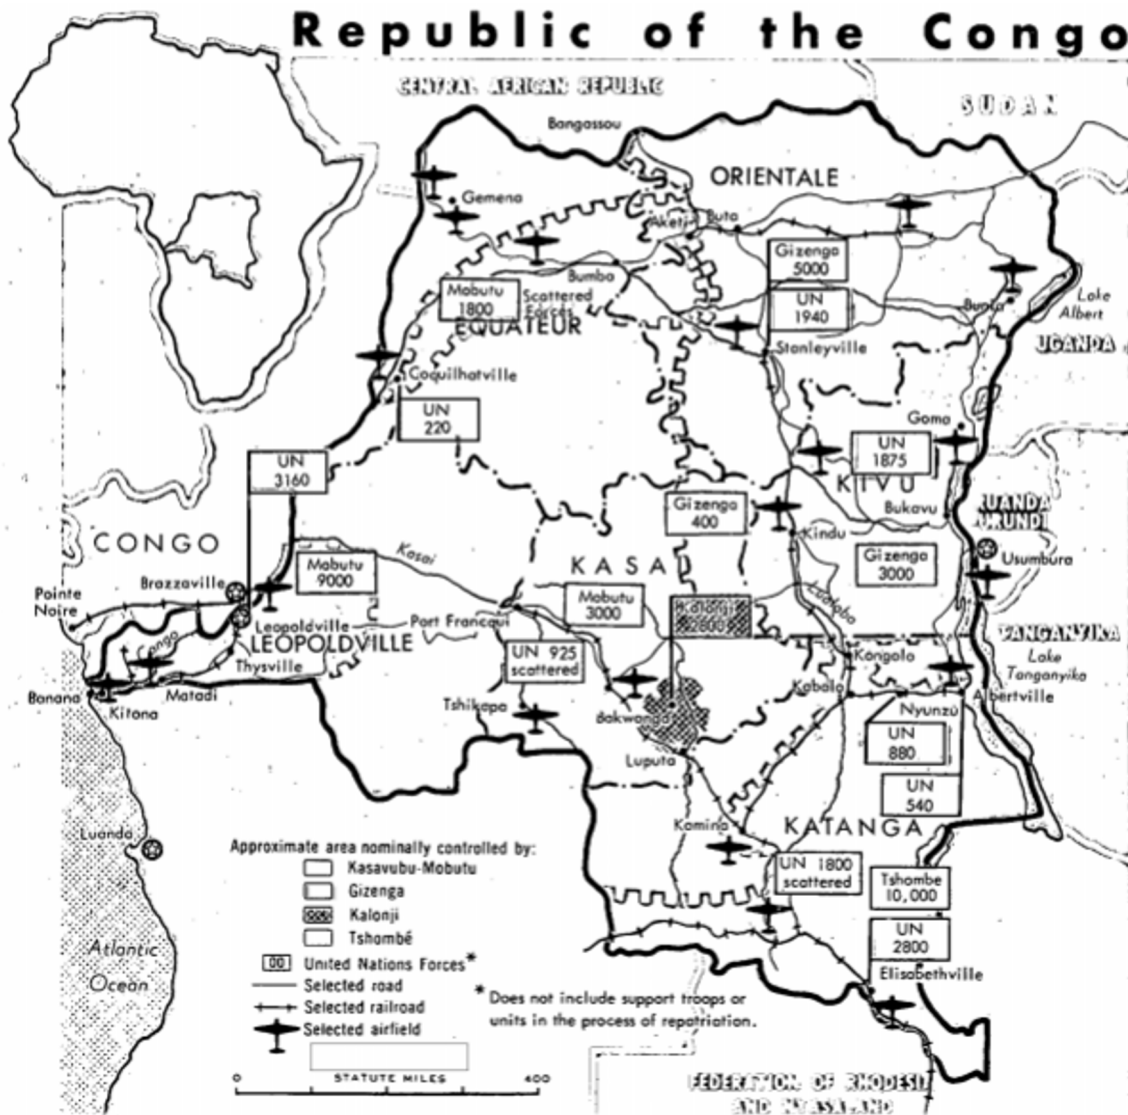 Republic of the Congo
CENTRAL AFRICAN REPUBLIC
SUDAN
Bangassou
ORIENTALE
Gemena
Aketi
Buta
Gizenga
5000
Bumba
Mobutu
1800
Scattered
Forces
UN
1940
Bunia
Lake
Albert
EQUATEUR
UGANDA
Stanleyville
Coquilhatville
UN
220
Goma
UN
1875
UN
3160
KIVU
Gizenga
400
Bukavu
RUANDA
URUNDI
CONGO
Kasai
Kindu
Usumbura
Mobutu
9000
KASAI
Gizenga
3000
Brazzaville
Pointe
Noire
Mobutu
3000
Kalonji
2800
Lualaba
Leopoldville
Port Francqui
LEOPOLDVILLE
TANGANYIKA
Congo
UN 925
scattered
Kongolo
Lake
Tanganyika
Thysville
Banana
Matadi
Kitona
Kabalo
Albertville
Tshikapa
Bakwanga
Nyunzu
UN
880
Luputa
UN
540
Kamina
KATANGA
Luanda
UN 1800
scattered
Tshombe
10,000
UN
2800
Elisabethville
Atlantic
Ocean
Approximate area nominally controlled by:
Kasavubu-Mobutu
Gizenga
Kalonji
Tshombé
00 United Nations Forces*
Selected road
Selected railroad
Selected airfield
* Does not include support troops or
units in the process of repatriation.
0 STATUTE MILES 400
FEDERATION OF RHODESIA
AND NYASALAND